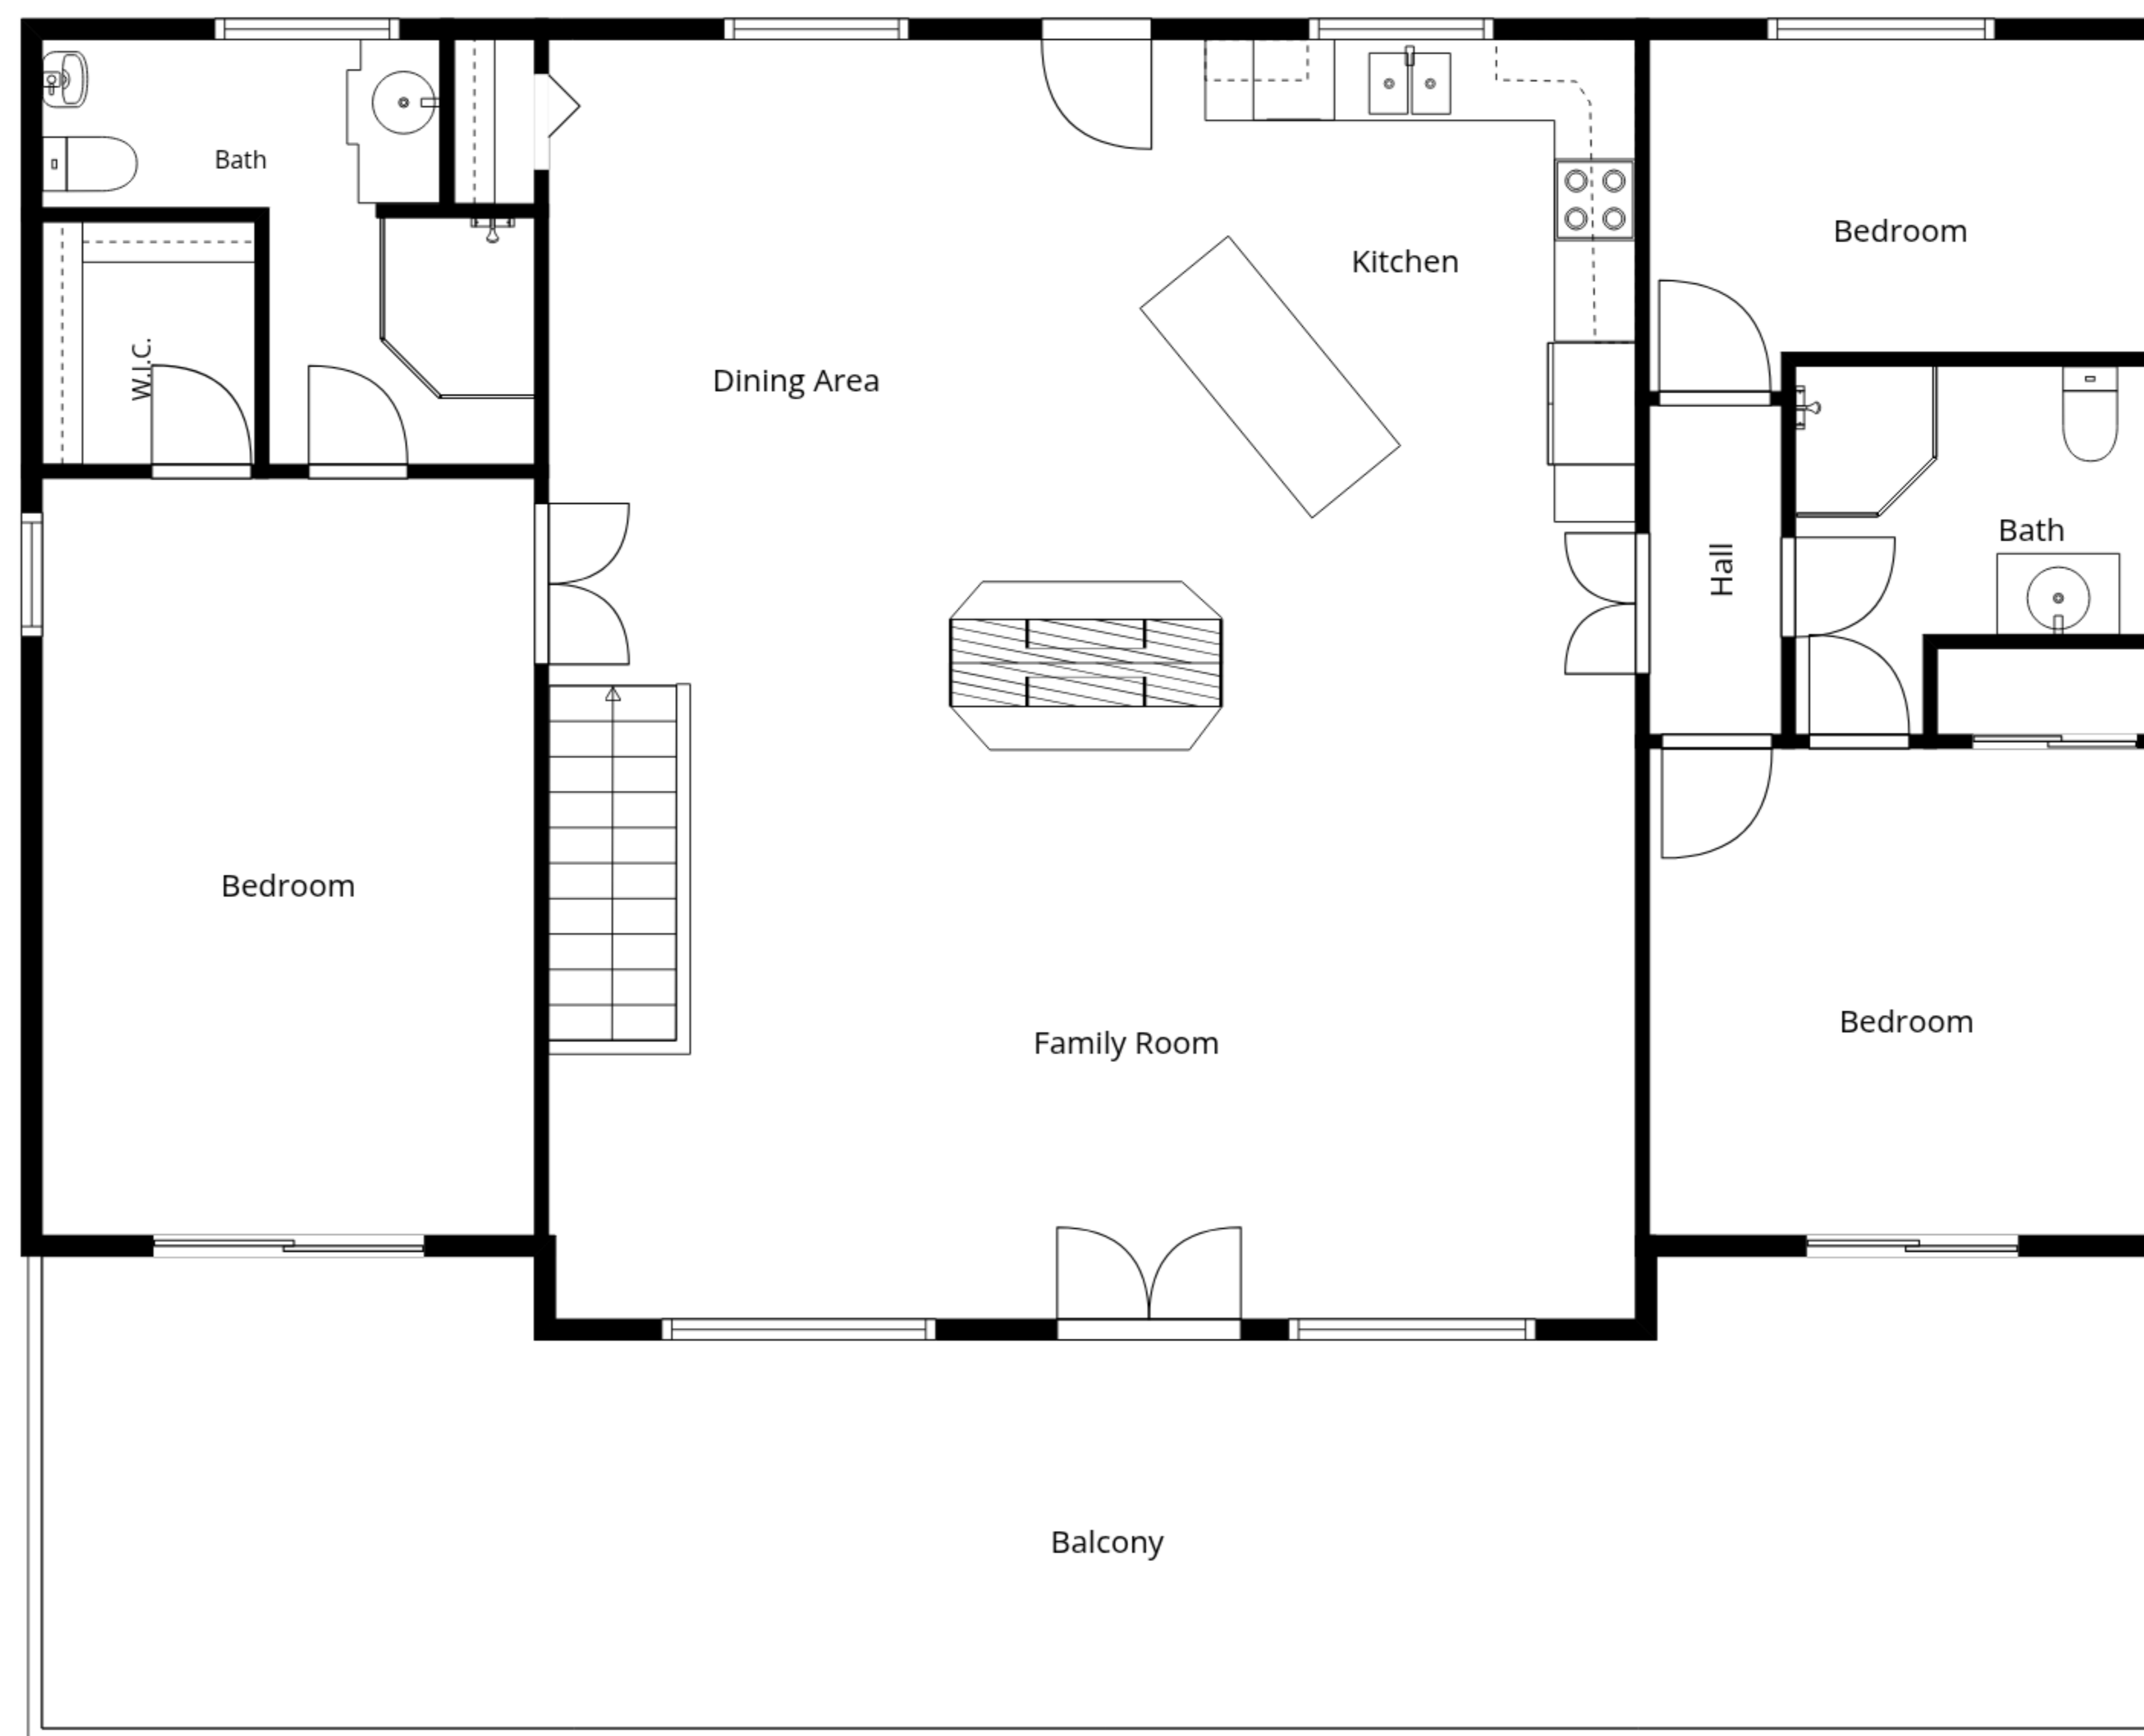 Bath
Bedroom
Kitchen
W.I.C.
Dining Area
Bath
Hall
Bedroom
Bedroom
Family Room
Balcony